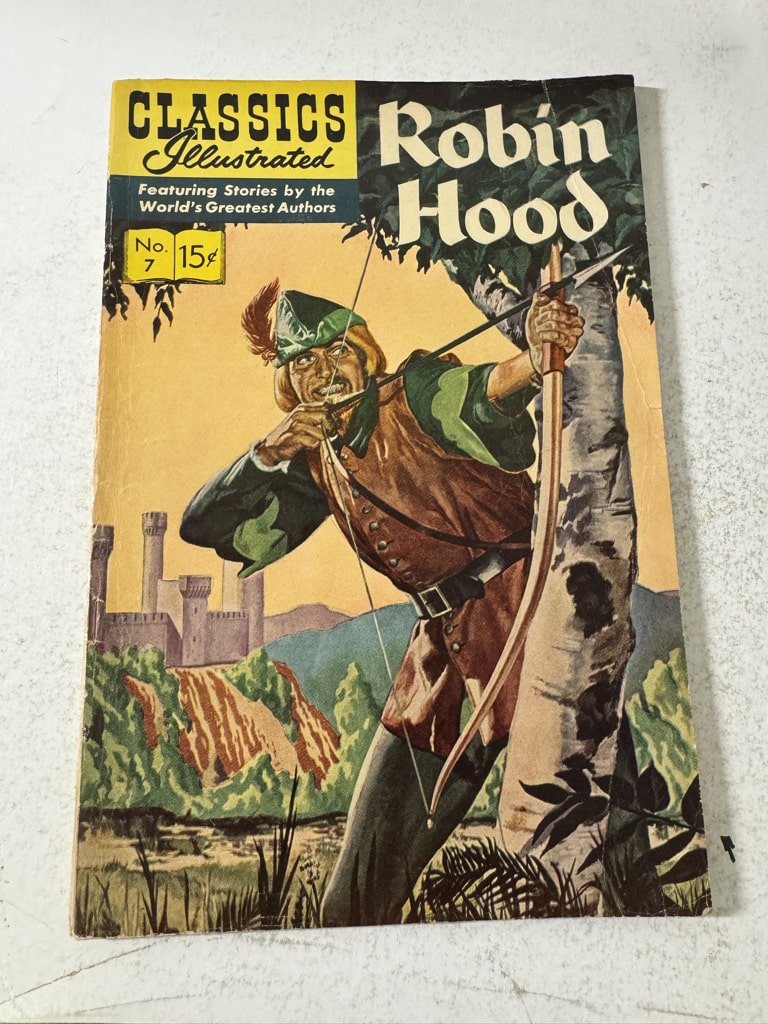 CLASSICS
Illustrated
Featuring Stories by the
World's Greatest Authors
No.
7
15¢
Robin
Hood